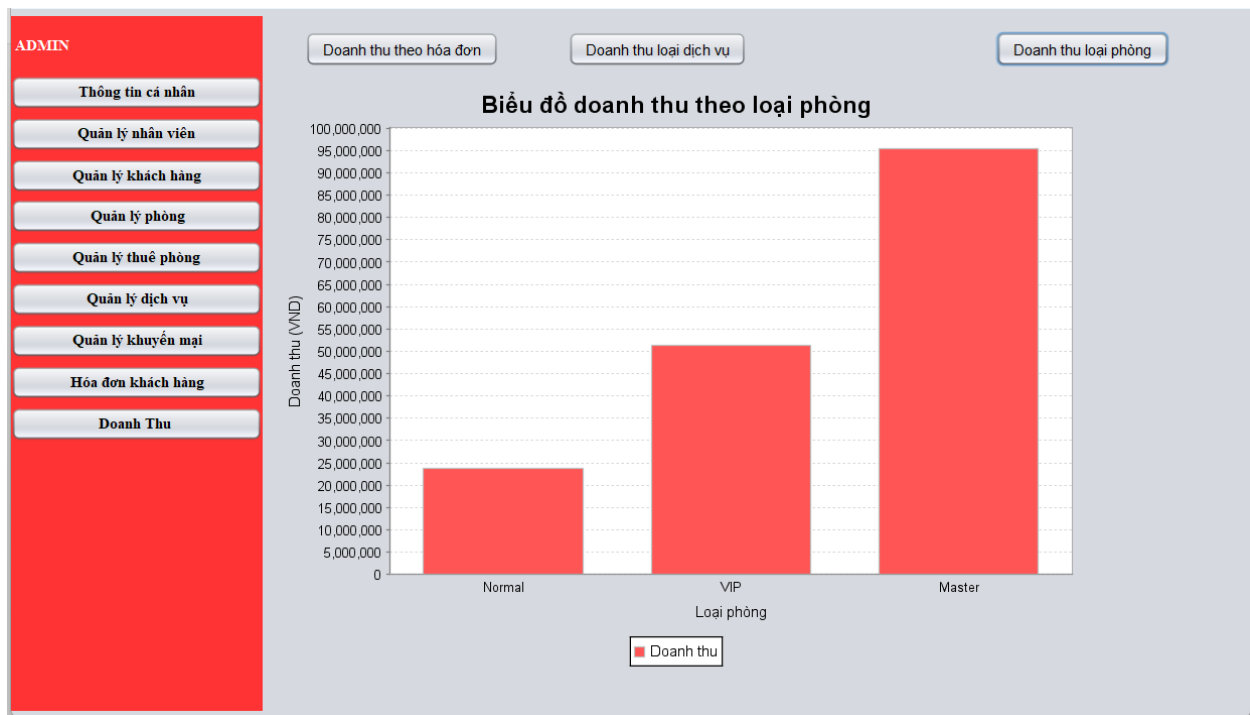 ADMIN
Thông tin cá nhân
Quản lý nhân viên
Quản lý khách hàng
Quản lý phòng
Quản lý thuê phòng
Quản lý dịch vụ
Quản lý khuyến mại
Hóa đơn khách hàng
Doanh Thu
Doanh thu theo hóa đơn
Doanh thu loại dịch vụ
Doanh thu loại phòng
Biểu đồ doanh thu theo loại phòng
Doanh thu (VND)
100,000,000
95,000,000
90,000,000
85,000,000
80,000,000
75,000,000
70,000,000
65,000,000
60,000,000
55,000,000
50,000,000
45,000,000
40,000,000
35,000,000
30,000,000
25,000,000
20,000,000
15,000,000
10,000,000
5,000,000
0
Normal VIP Master
Loại phòng
Doanh thu